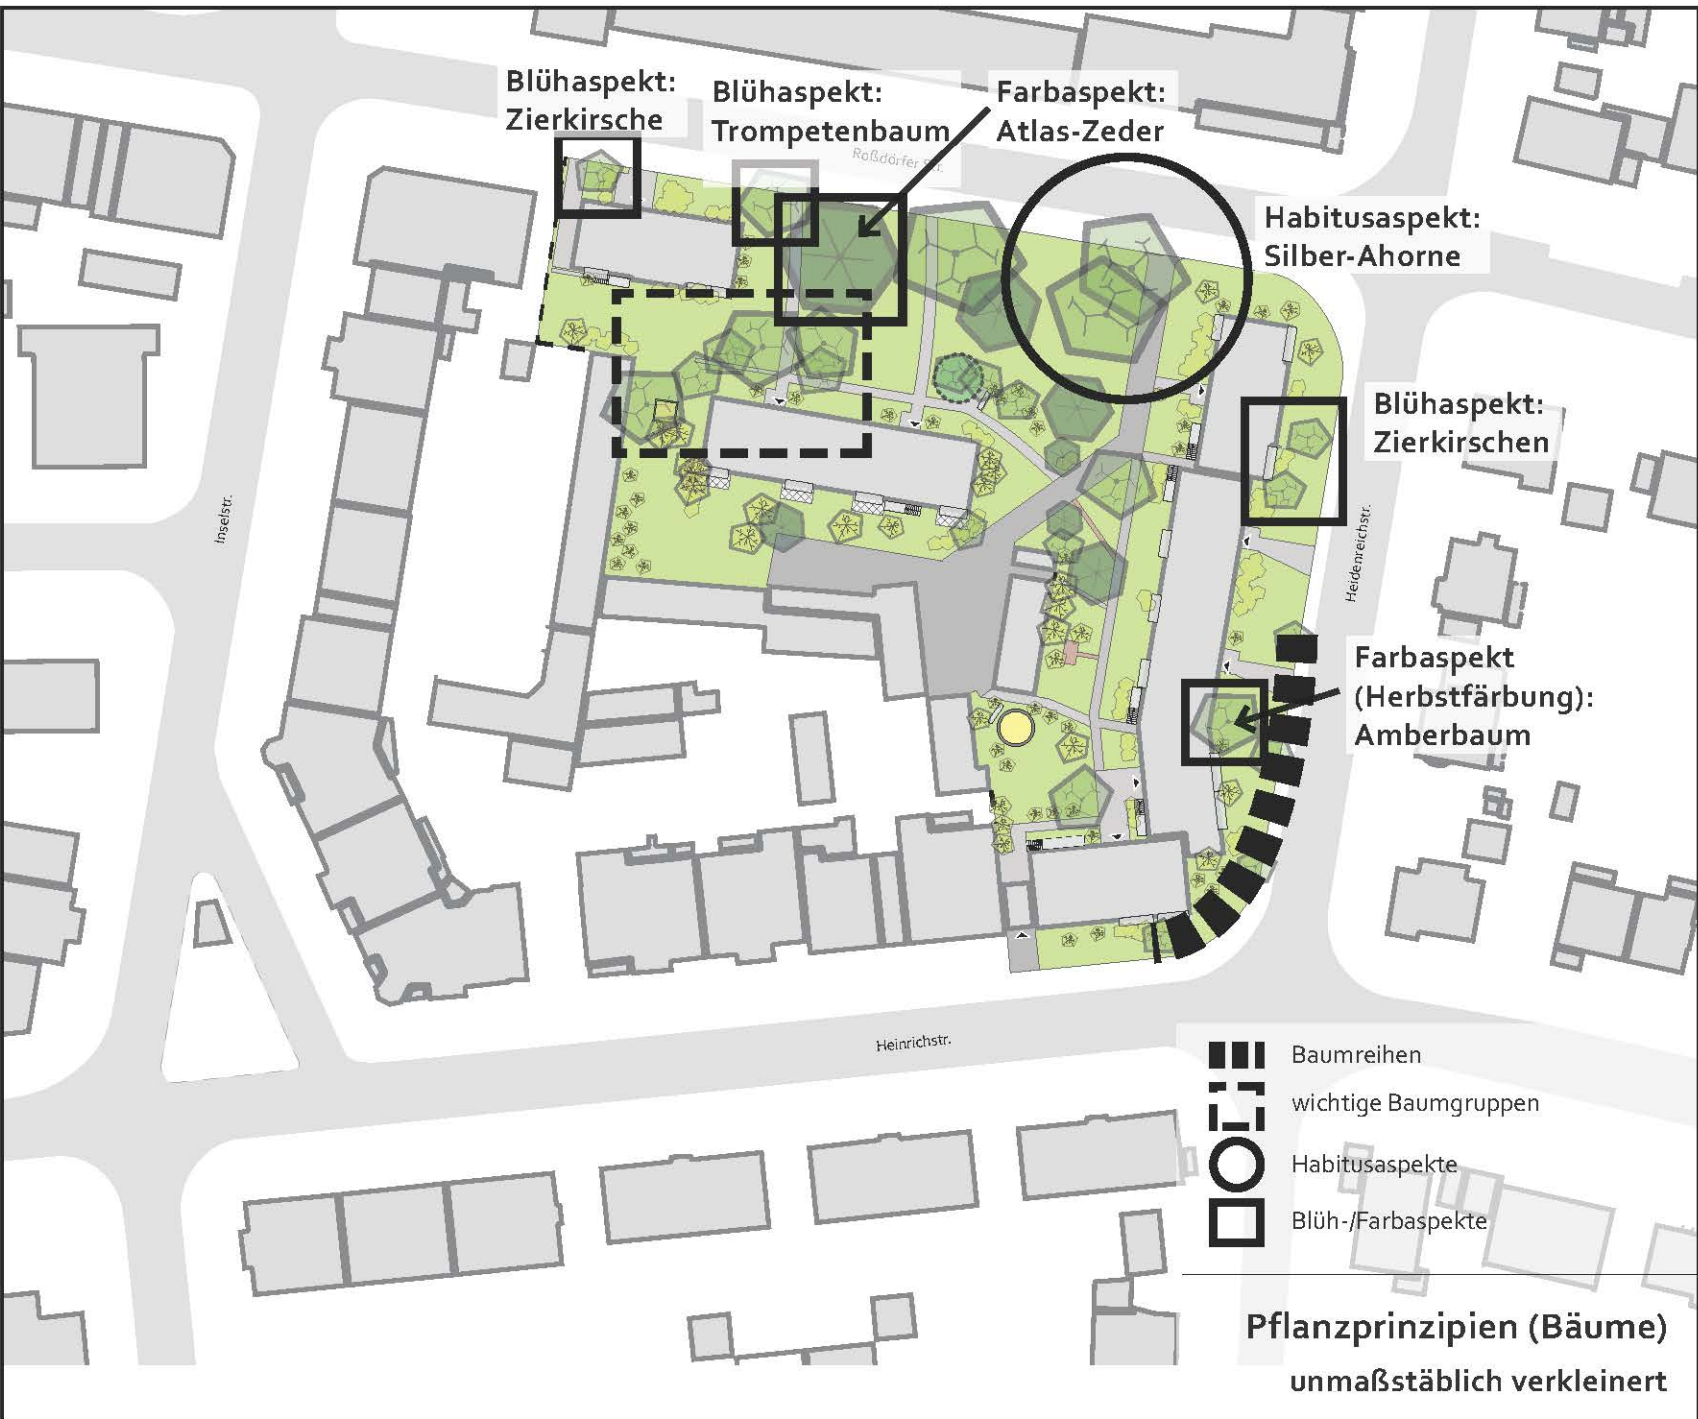 Blühaspekt:
Zierkirsche
Blühaspekt:
Trompetenbaum
Farbaspekt:
Atlas-Zeder
Roßdörfer Str.
Habitusaspekt:
Silber-Ahorne
Blühaspekt:
Zierkirschen
Inselstr.
Heidenreichstr.
Farbaspekt
(Herbstfärbung):
Amberbaum
Heinrichstr.
Baumreihen
wichtige Baumgruppen
Habitusaspekte
Blüh-/Farbaspekte
Pflanzprinzipien (Bäume)
unmaßstäblich verkleinert